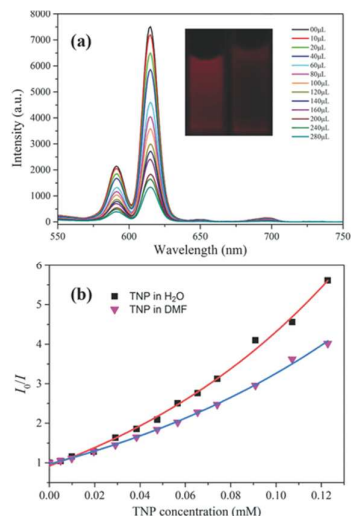 (a)
8000
7000
6000
5000
4000
3000
2000
1000
0
Intensity (a.u.)
550
600
650
700
750
Wavelength (nm)
00μL
10μL
20μL
40μL
60μL
80μL
100μL
120μL
140μL
160μL
200μL
240μL
280μL
(b)
TNP in H₂O
TNP in DMF
6
5
4
3
2
1
0
I₀/I
0.00
0.02
0.04
0.06
0.08
0.10
0.12
TNP concentration (mM)